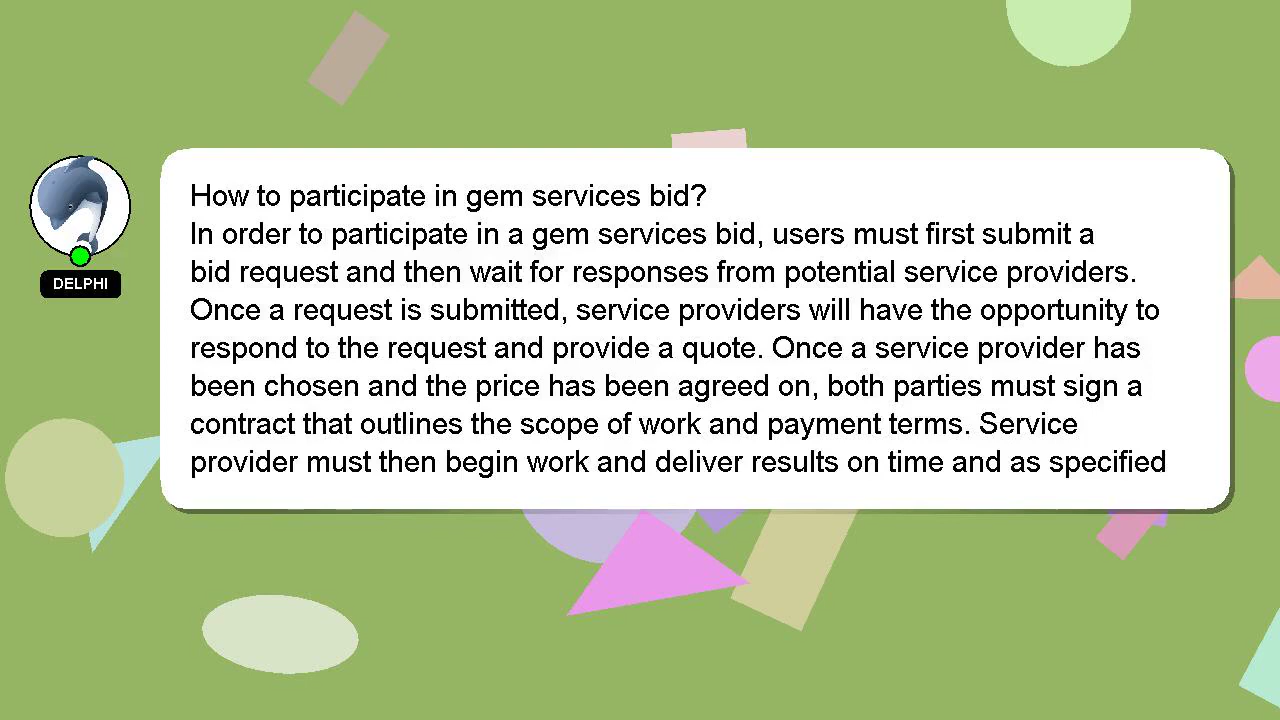 How to participate in gem services bid?
In order to participate in a gem services bid, users must first submit a
bid request and then wait for responses from potential service providers.
Once a request is submitted, service providers will have the opportunity to
respond to the request and provide a quote. Once a service provider has
been chosen and the price has been agreed on, both parties must sign a
contract that outlines the scope of work and payment terms. Service
provider must then begin work and deliver results on time and as specified
DELPHI